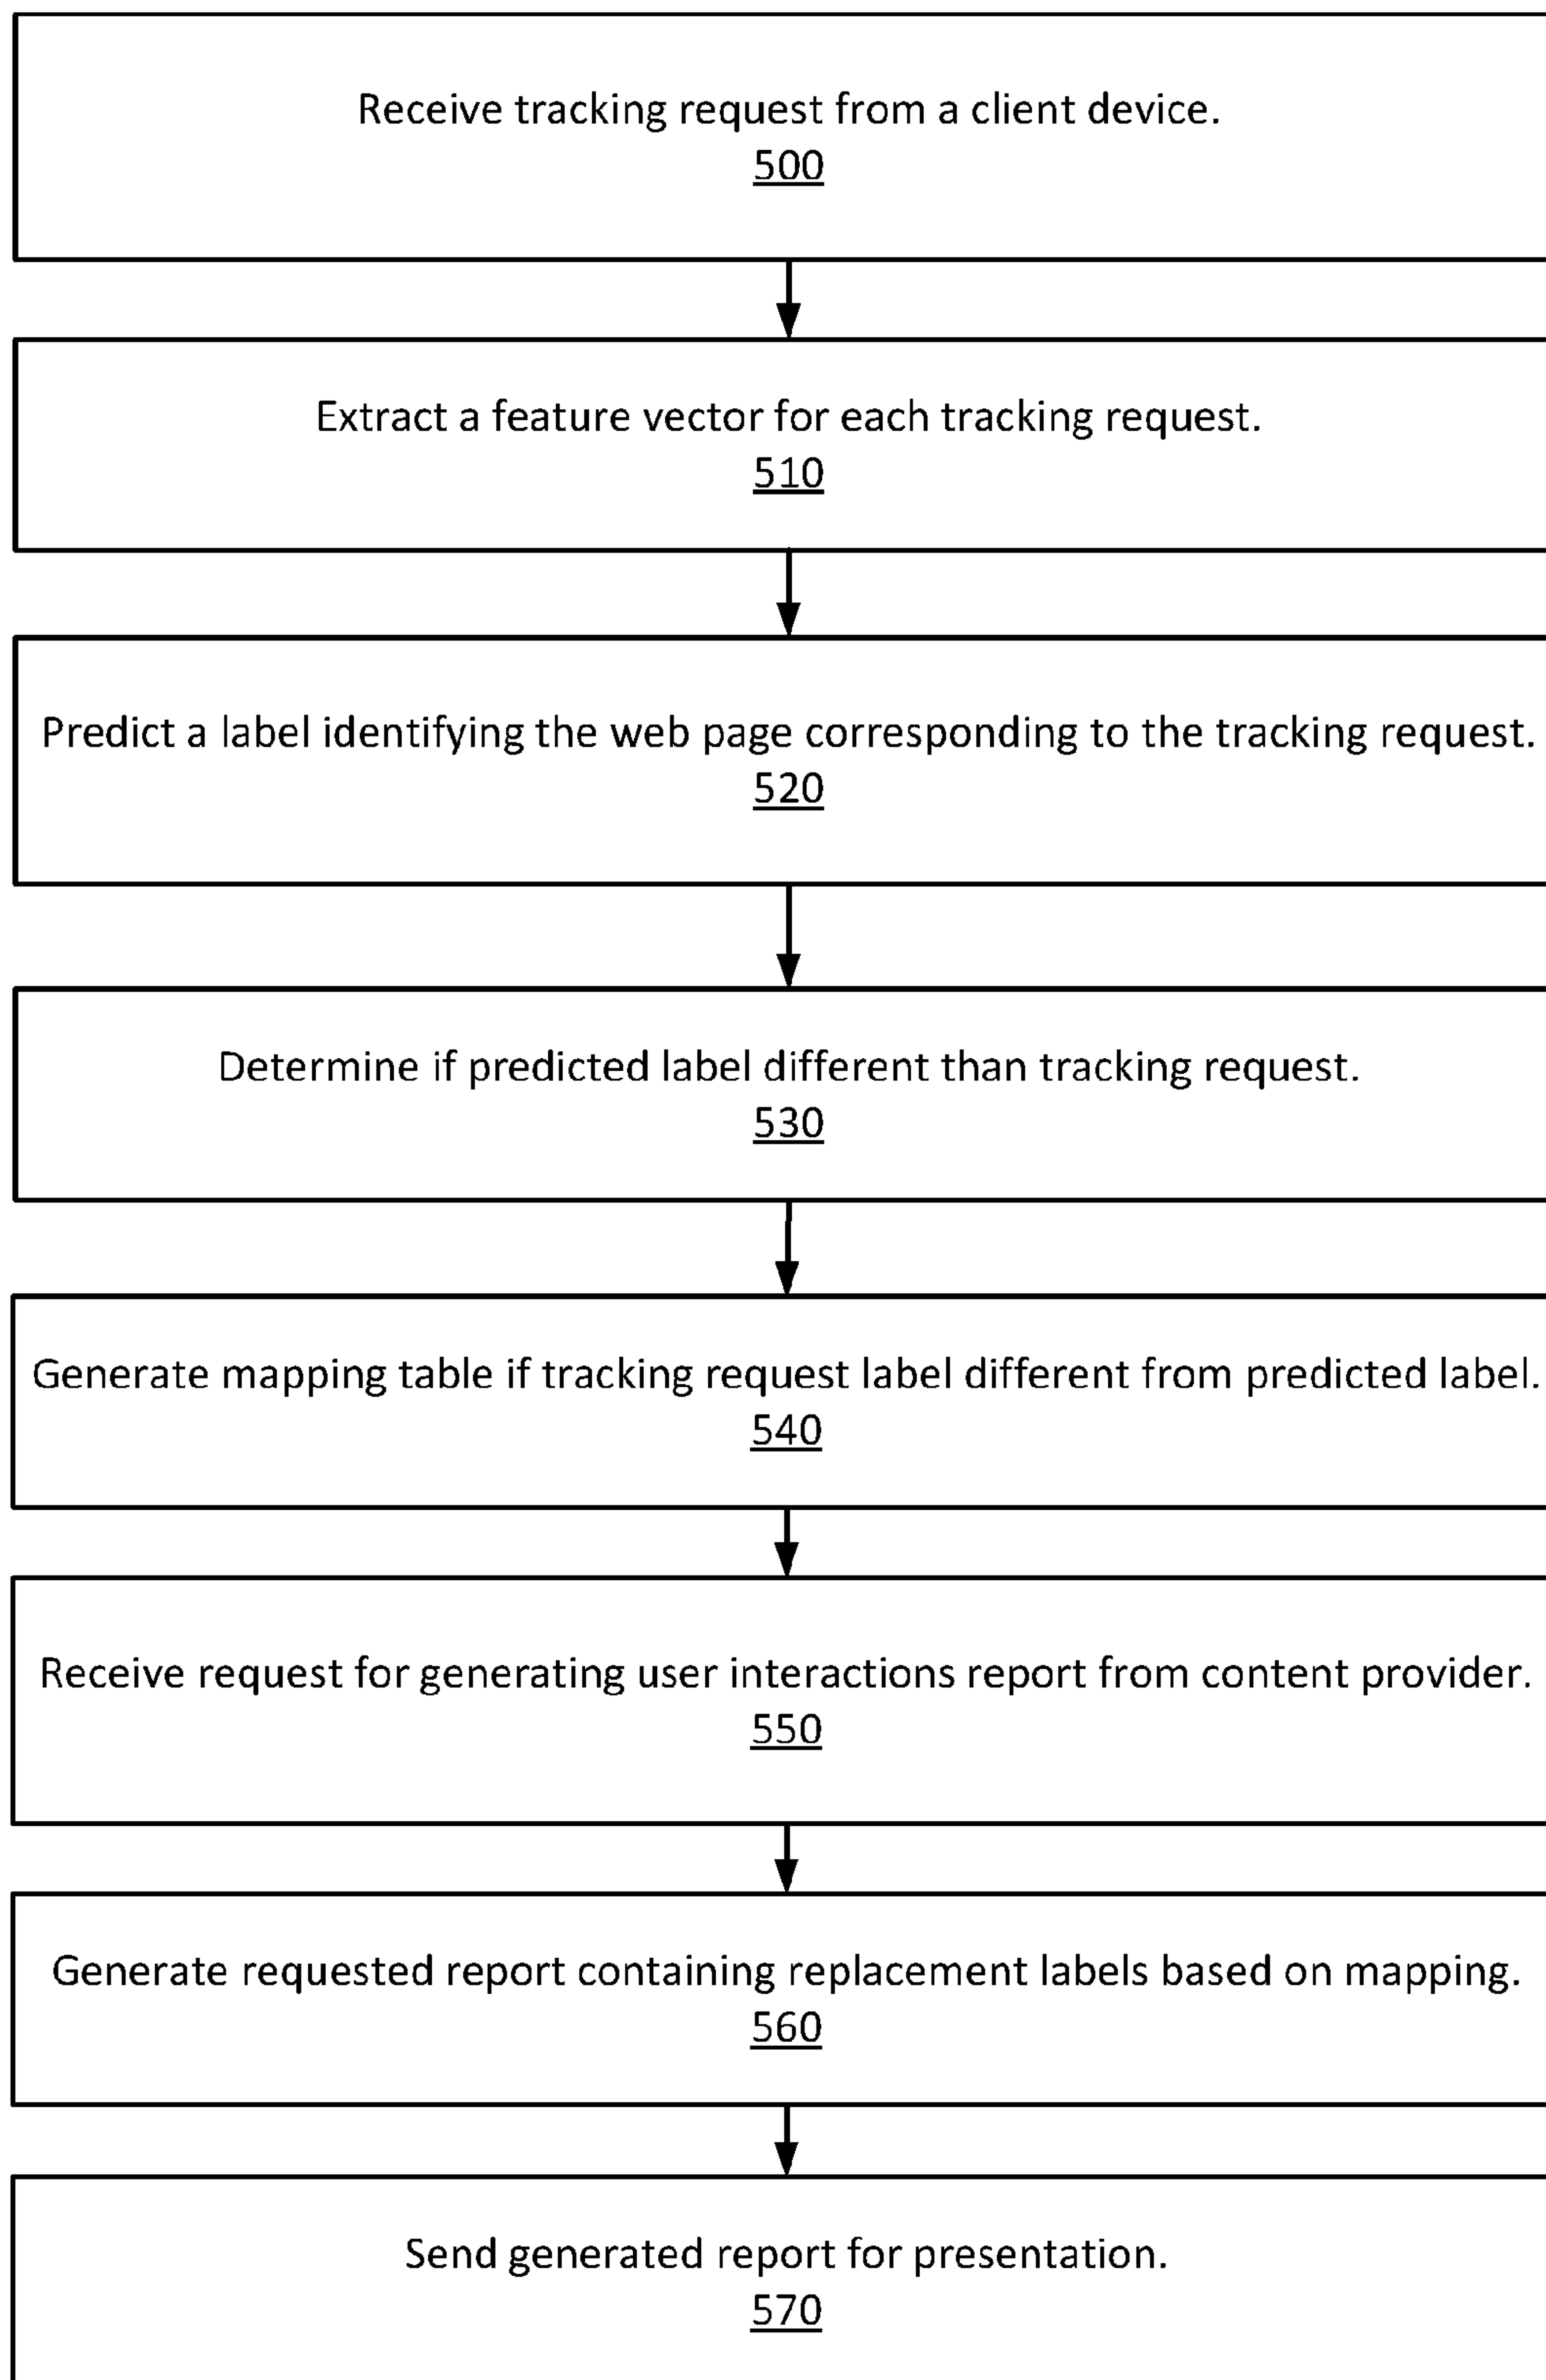 Receive tracking request from a client device.
500
Extract a feature vector for each tracking request.
510
Predict a label identifying the web page corresponding to the tracking request.
520
Determine if predicted label different than tracking request.
530
Generate mapping table if tracking request label different from predicted label.
540
Receive request for generating user interactions report from content provider.
550
Generate requested report containing replacement labels based on mapping.
560
Send generated report for presentation.
570